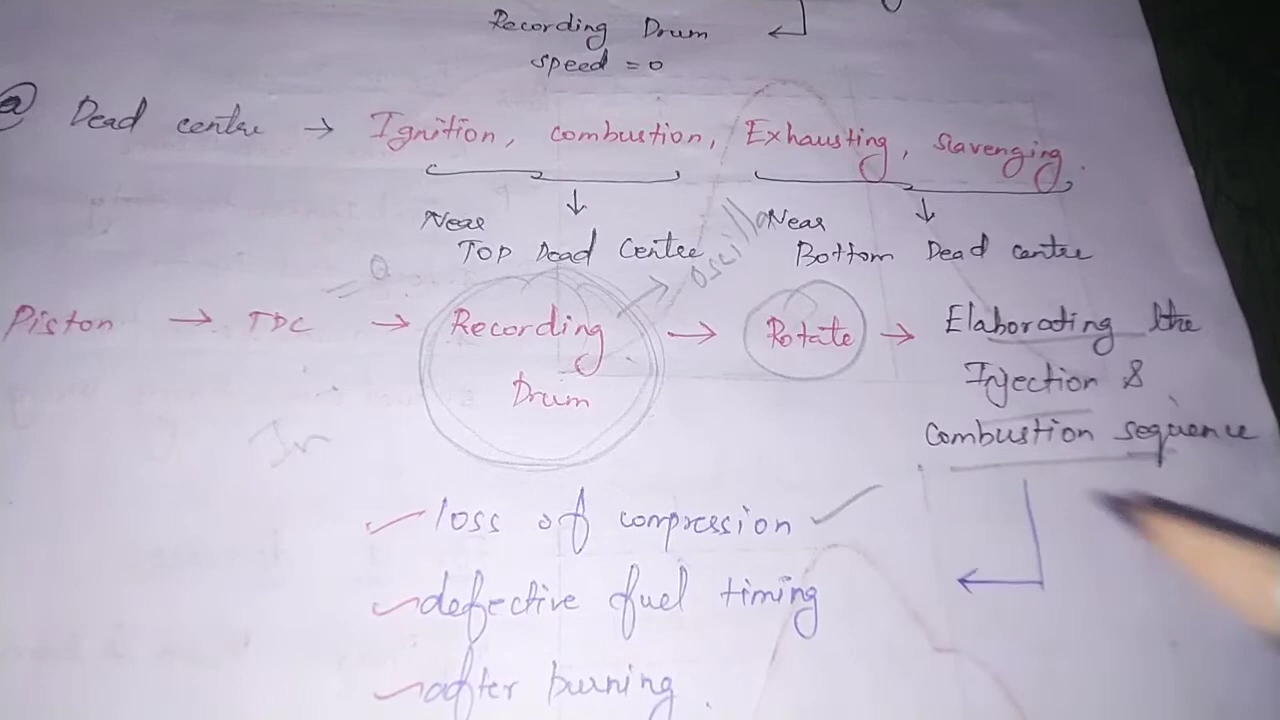 Recording Drum
speed = 0
a Dead centre → Ignition, combustion, Exhausting, Scavenging.
Near Top Dead Centre
Near Bottom Dead centre
Piston → TDC → Recording Drum → Rotate → Elaborating the Injection & Combustion sequence
= 0
loss of compression
defective fuel timing
after burning.